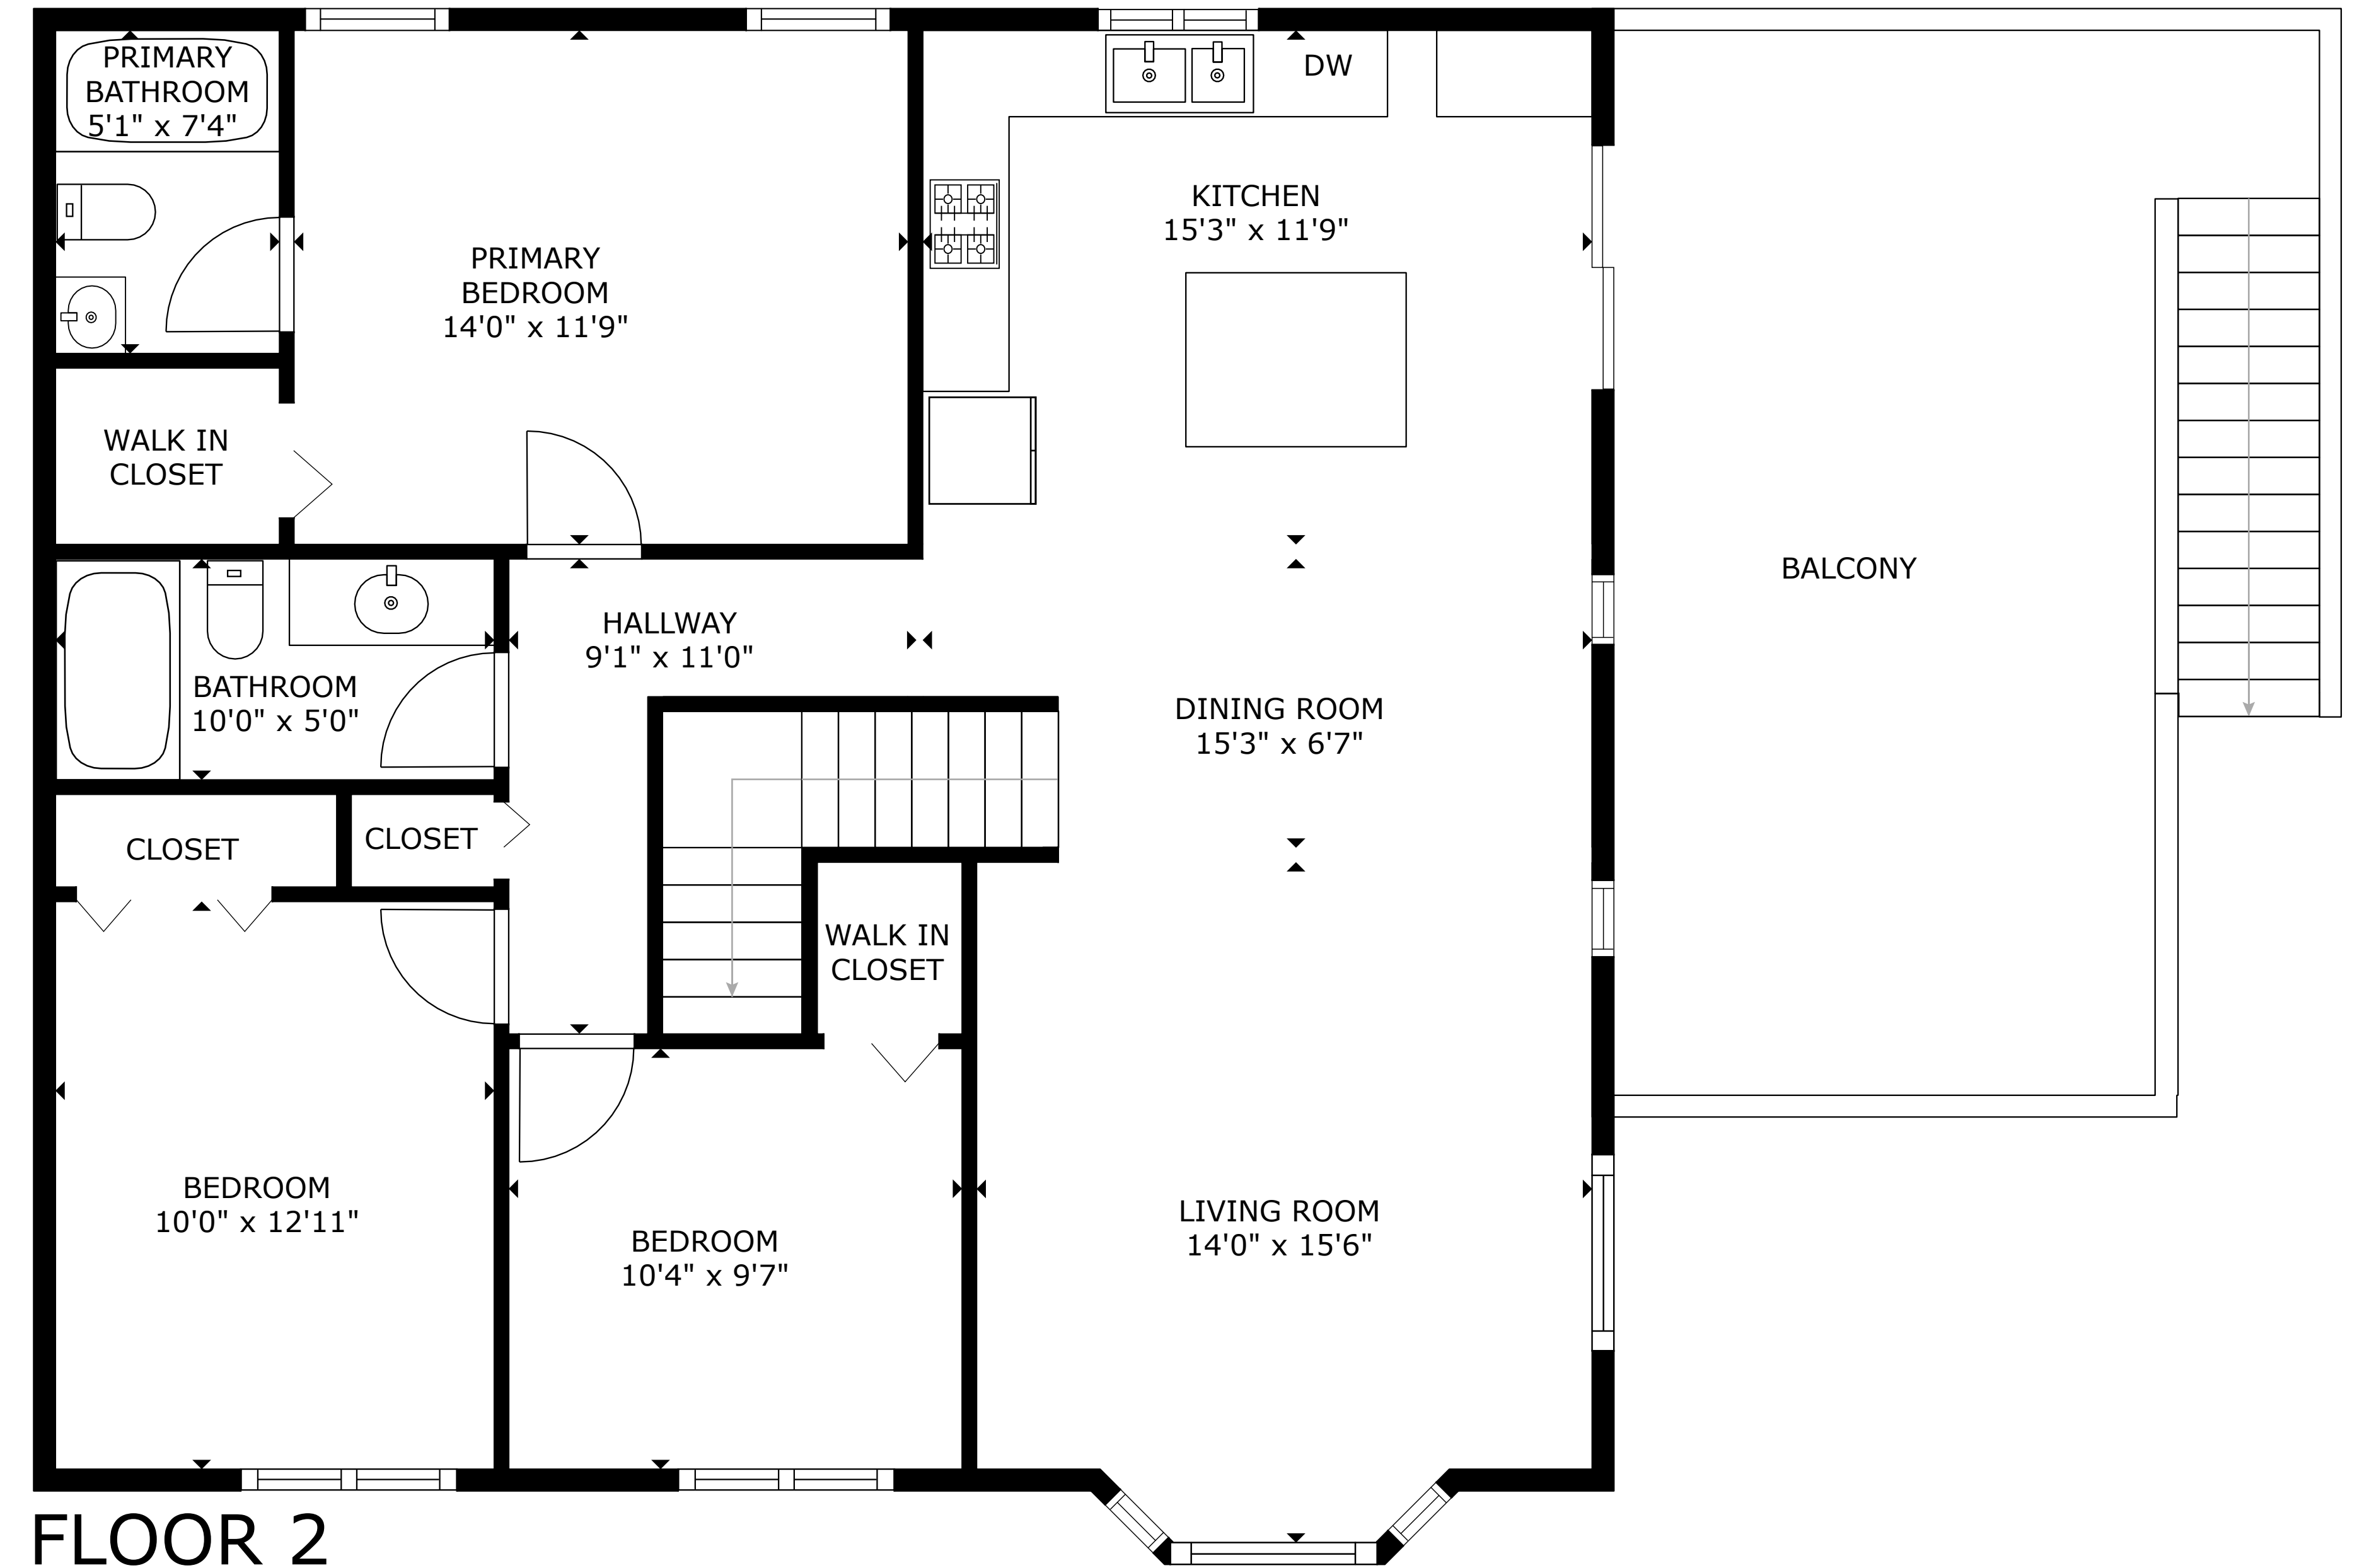 PRIMARY
BATHROOM
5'1" x 7'4"
DW
KITCHEN
15'3" x 11'9"
PRIMARY
BEDROOM
14'0" x 11'9"
WALK IN
CLOSET
BALCONY
HALLWAY
9'1" x 11'0"
BATHROOM
10'0" x 5'0"
DINING ROOM
15'3" x 6'7"
CLOSET
CLOSET
WALK IN
CLOSET
BEDROOM
10'0" x 12'11"
BEDROOM
10'4" x 9'7"
LIVING ROOM
14'0" x 15'6"
FLOOR 2